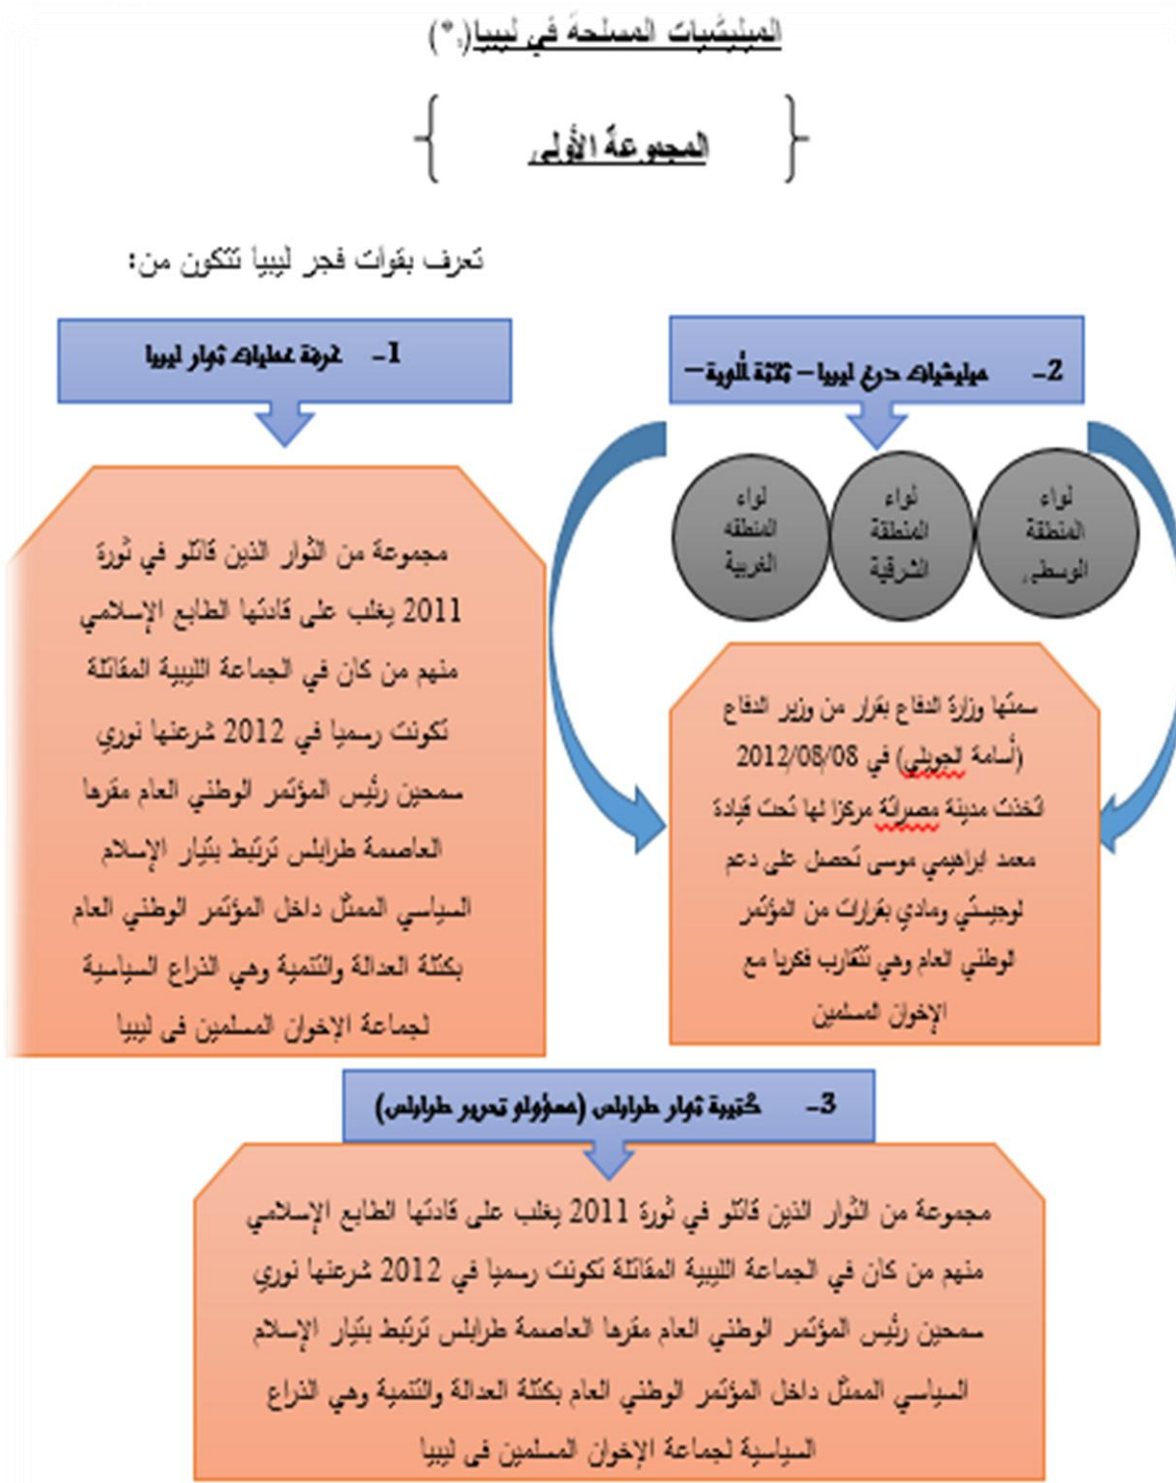 الميليشيات المسلحة في ليبيا(*)
المجموعة الأولى
تعرف بقوات فجر ليبيا تتكون من:
1- غرفة عمليات ثوار ليبيا
مجموعة من الثوار الذين قاتلو في ثورة
2011 يغلب على قادتها الطابع الإسلامي
منهم من كان في الجماعة الليبية المقاتلة
تكونت رسميا في 2012 شرعنها نوري
سمحين رئيس المؤتمر الوطني العام مقرها
العاصمة طرابلس ترتبط بتيار الإسلام
السياسي الممثل داخل المؤتمر الوطني العام
بكتلة العدالة والتنمية وهي الذراع السياسية
لجماعة الإخوان المسلمين في ليبيا
2- ميليشيات درع ليبيا – ثلاثة ألوية–
لواء
المنطقة
الوسطى
لواء
المنطقة
الشرقية
لواء
المنطقه
الغربية
سمتها وزارة الدفاع بقرار من وزير الدفاع
(أسامة الجويلي) في 2012/08/08
اتخذت مدينة مصراتة مركزا لها تحت قيادة
معمد ابراهيمي موسى تحصل على دعم
لوجيستي ومادي بقرارات من المؤتمر
الوطني العام وهي تتقارب فكريا مع
الإخوان المسلمين
3- كتيبة ثوار طرابلس (مسؤولو تحرير طرابلس)
مجموعة من الثوار الذين قاتلو في ثورة 2011 يغلب على قادتها الطابع الإسلامي
منهم من كان في الجماعة الليبية المقاتلة تكونت رسميا في 2012 شرعنها نوري
سمحين رئيس المؤتمر الوطني العام مقرها العاصمة طرابلس ترتبط بتيار الإسلام
السياسي الممثل داخل المؤتمر الوطني العام بكتلة العدالة والتنمية وهي الذراع
السياسية لجماعة الإخوان المسلمين في ليبيا